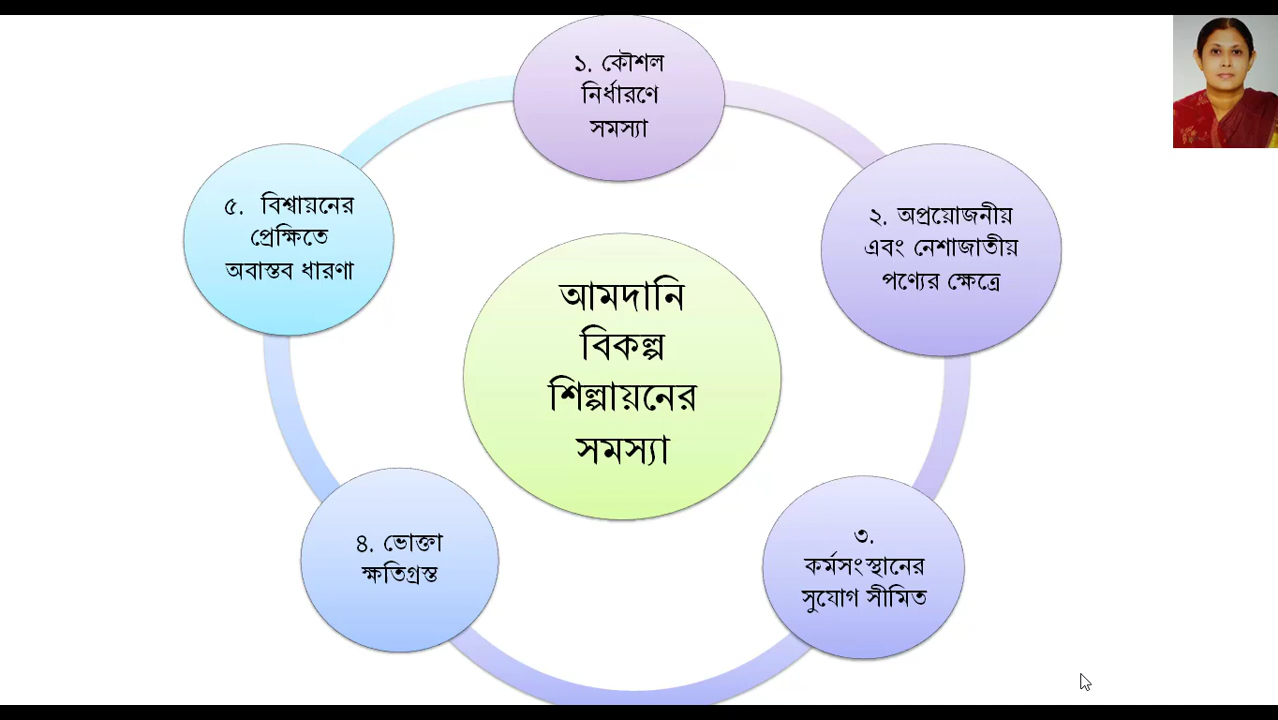 ১. কৌশল
নির্ধারণে
সমস্যা
২. অপ্রয়োজনীয়
এবং নেশাজাতীয়
পণ্যের ক্ষেত্রে
৩.
কর্মসংস্থানের
সুযোগ সীমিত
৪. ভোক্তা
ক্ষতিগ্রস্ত
৫. বিশ্বায়নের
প্রেক্ষিতে
অবাস্তব ধারণা
আমদানি
বিকল্প
শিল্পায়নের
সমস্যা